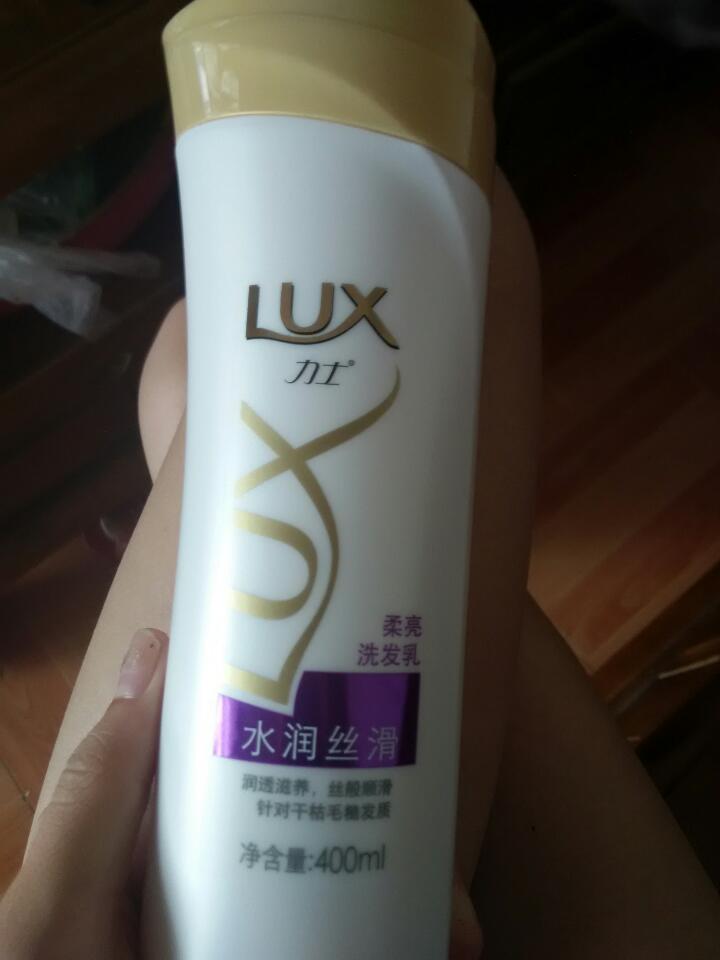 LUX
力士®
LUX
柔亮
洗发乳
水润丝滑
润透滋养，丝般顺滑
针对干枯毛糙发质
净含量:400ml